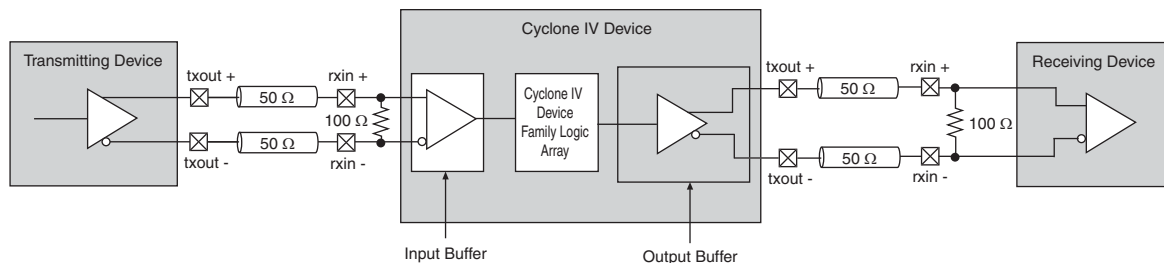 Cyclone IV Device
Transmitting Device
txout +
rxin +
50 Ω
100 Ω
50 Ω
txout -
rxin -
Cyclone IV
Device
Family Logic
Array
txout +
rxin +
50 Ω
100 Ω
50 Ω
txout -
rxin -
Receiving Device
Input Buffer
Output Buffer